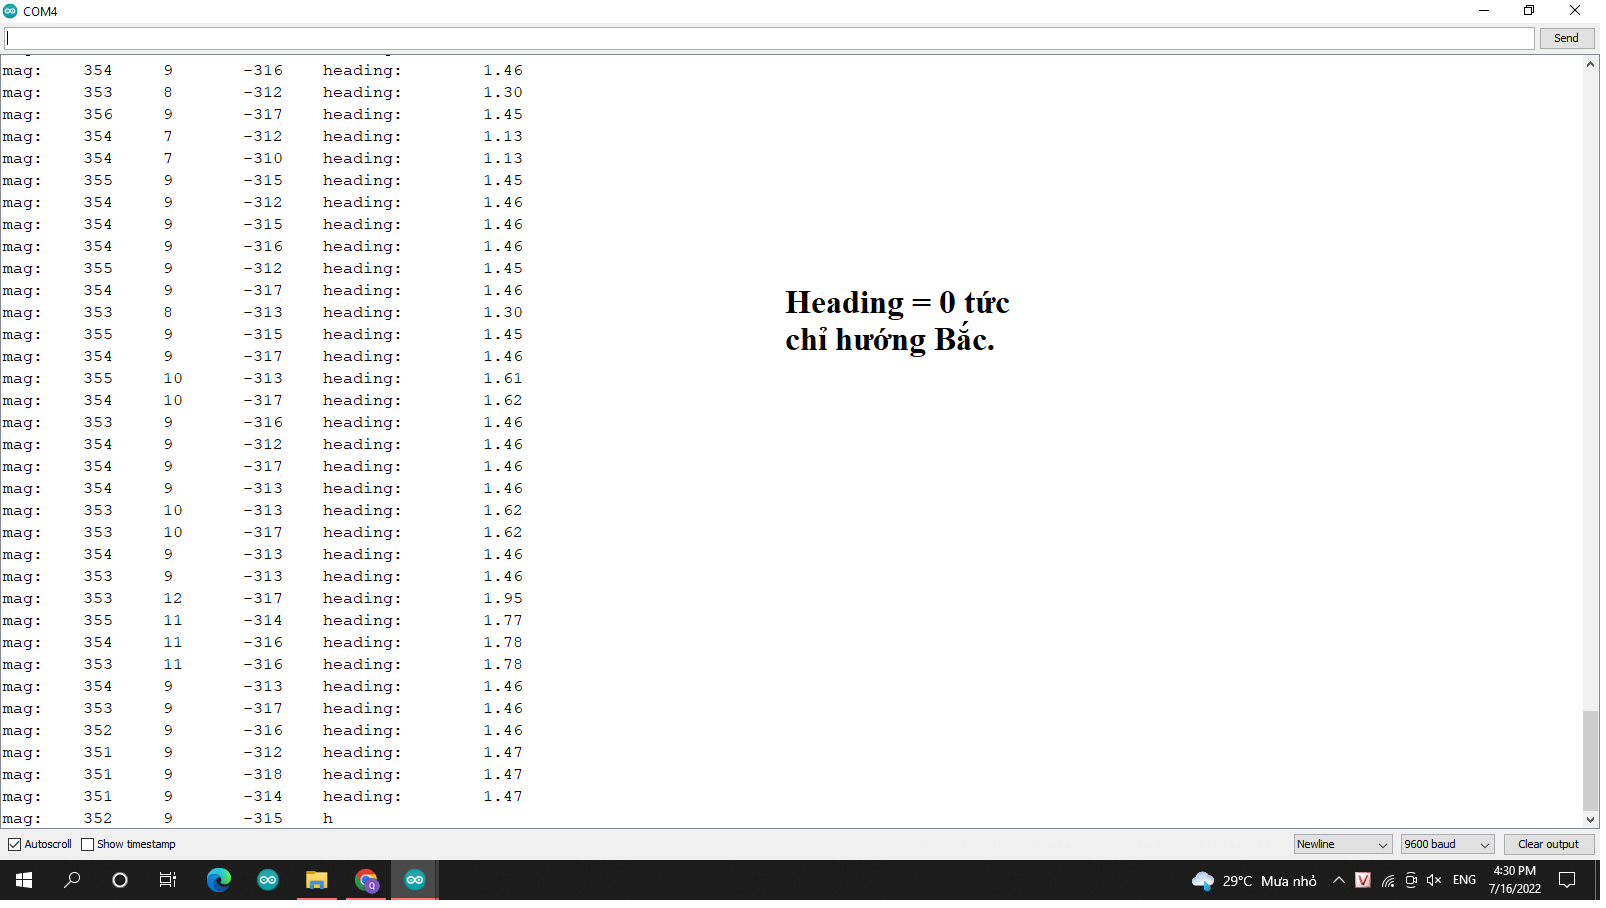 COM4
Send
mag: 354 9 -316 heading: 1.46
mag: 353 8 -312 heading: 1.30
mag: 356 9 -317 heading: 1.45
mag: 354 7 -312 heading: 1.13
mag: 354 7 -310 heading: 1.13
mag: 355 9 -315 heading: 1.45
mag: 354 9 -312 heading: 1.46
mag: 354 9 -315 heading: 1.46
mag: 354 9 -316 heading: 1.46
mag: 355 9 -312 heading: 1.45
mag: 354 9 -317 heading: 1.46
mag: 353 8 -313 heading: 1.30
mag: 355 9 -315 heading: 1.45
mag: 354 9 -317 heading: 1.46
mag: 355 10 -313 heading: 1.61
mag: 354 10 -317 heading: 1.62
mag: 353 9 -316 heading: 1.46
mag: 354 9 -312 heading: 1.46
mag: 354 9 -317 heading: 1.46
mag: 354 9 -313 heading: 1.46
mag: 353 10 -313 heading: 1.62
mag: 353 10 -317 heading: 1.62
mag: 354 9 -313 heading: 1.46
mag: 353 9 -313 heading: 1.46
mag: 353 12 -317 heading: 1.95
mag: 355 11 -314 heading: 1.77
mag: 354 11 -316 heading: 1.78
mag: 353 11 -316 heading: 1.78
mag: 354 9 -313 heading: 1.46
mag: 353 9 -317 heading: 1.46
mag: 352 9 -316 heading: 1.46
mag: 351 9 -312 heading: 1.47
mag: 351 9 -318 heading: 1.47
mag: 351 9 -314 heading: 1.47
mag: 352 9 -315 h
Heading = 0 tức
chỉ hướng Bắc.
Autoscroll Show timestamp Newline 9600 baud Clear output
29°C Mưa nhỏ ENG 4:30 PM
7/16/2022